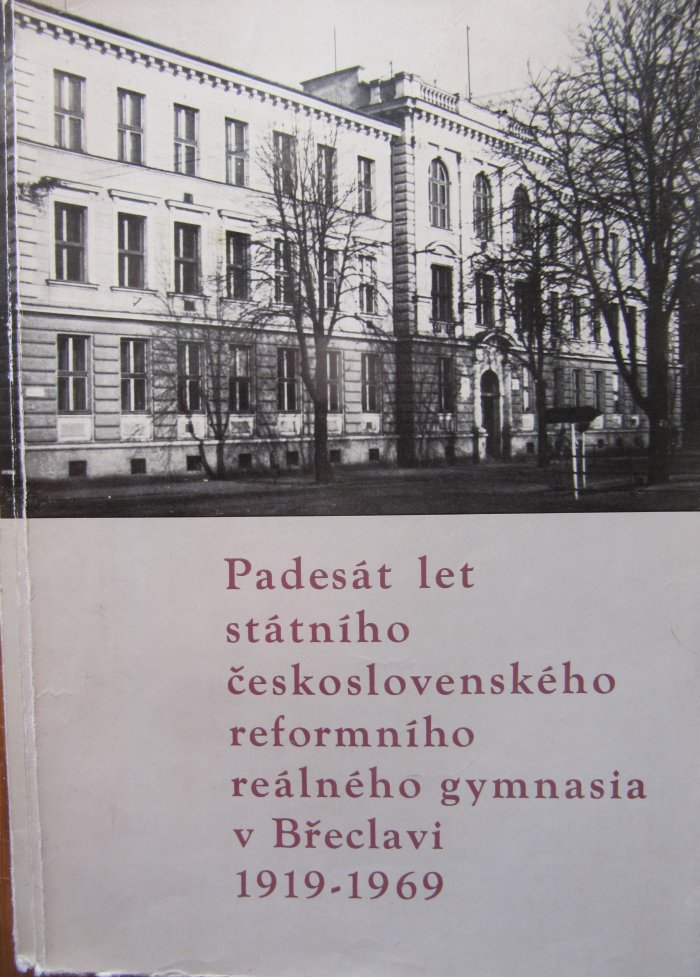 Padesát let
státního
československého
reformního
reálného gymnasia
v Břeclavi
1919-1969